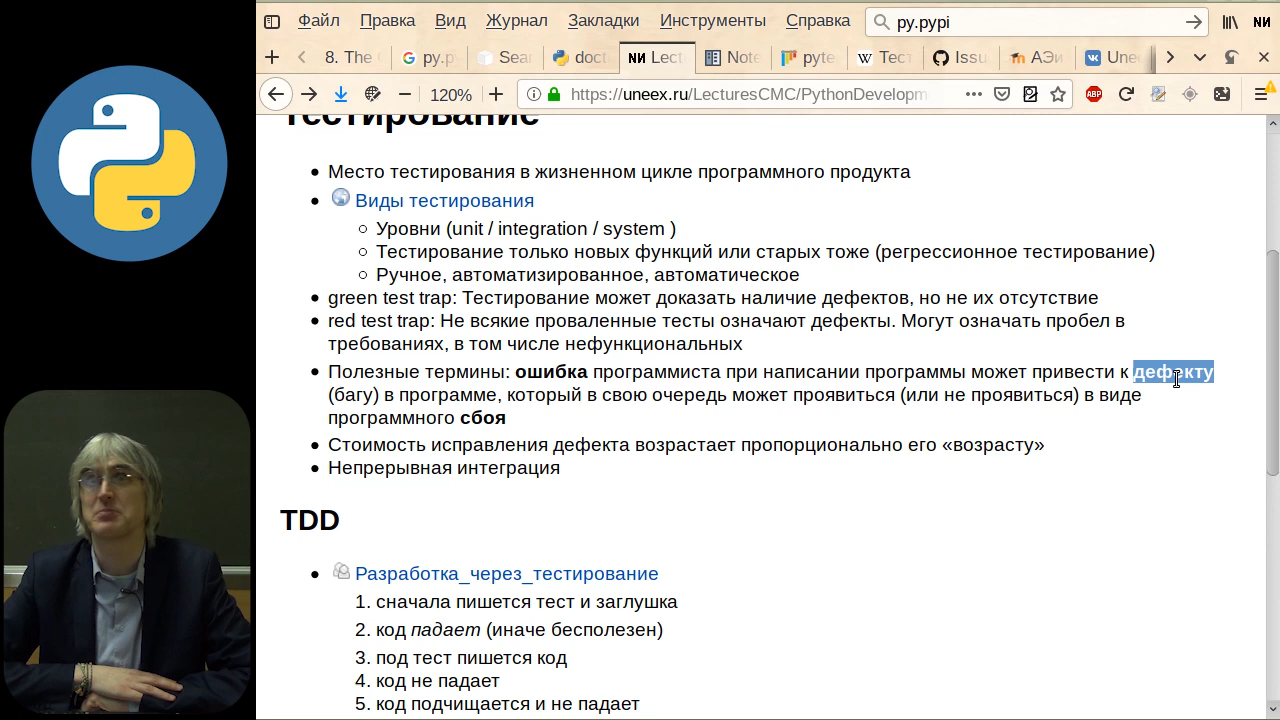 Файл Правка Вид Журнал Закладки Инструменты Справка py.pypi
8. The py.p Sear doct Lect Note pyte Тест Issu АЭи Unee
120% https://uneex.ru/LecturesCMC/PythonDevelopm
Тестирование
Место тестирования в жизненном цикле программного продукта
Виды тестирования
Уровни (unit / integration / system )
Тестирование только новых функций или старых тоже (регрессионное тестирование)
Ручное, автоматизированное, автоматическое
green test trap: Тестирование может доказать наличие дефектов, но не их отсутствие
red test trap: Не всякие проваленные тесты означают дефекты. Могут означать пробел в
требованиях, в том числе нефункциональных
Полезные термины: ошибка программиста при написании программы может привести к дефекту
(багу) в программе, который в свою очередь может проявиться (или не проявиться) в виде
программного сбоя
Стоимость исправления дефекта возрастает пропорционально его «возрасту»
Непрерывная интеграция
TDD
Разработка_через_тестирование
1. сначала пишется тест и заглушка
2. код падает (иначе бесполезен)
3. под тест пишется код
4. код не падает
5. код подчищается и не падает